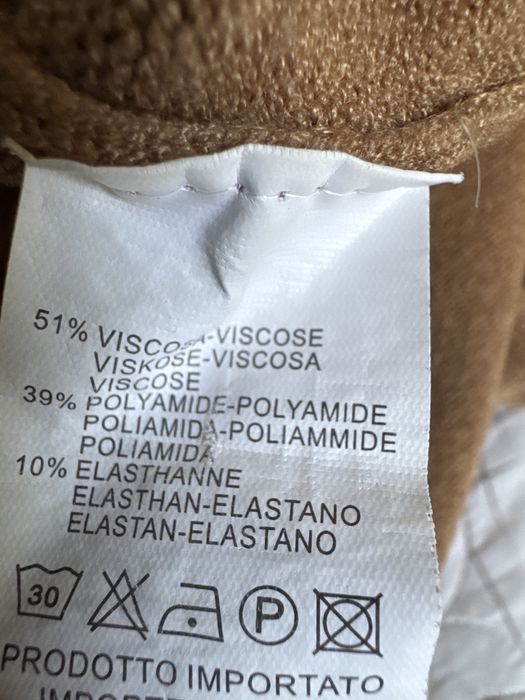 51% VISCOSA-VISCOSE
VISKOSE-VISCOSA
VISCOSE
39% POLYAMIDE-POLYAMIDE
POLIAMIDA-POLIAMMIDE
POLIAMIDA
10% ELASTHANNE
ELASTHAN-ELASTANO
ELASTAN-ELASTANO
30 P
PRODOTTO IMPORTATO